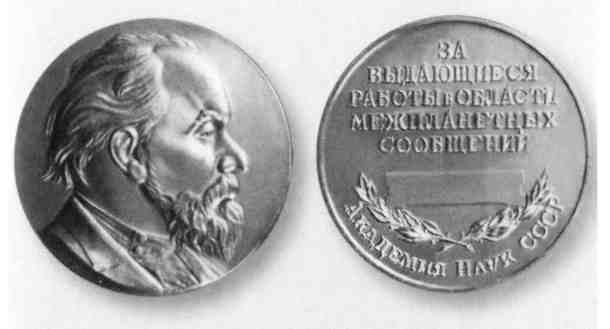 ЗА
ВЫДАЮЩИЕСЯ
РАБОТЫ В ОБЛАСТИ
МЕЖПЛАНЕТНЫХ
СООБЩЕНИЙ
АКАДЕМИЯ НАУК СССР